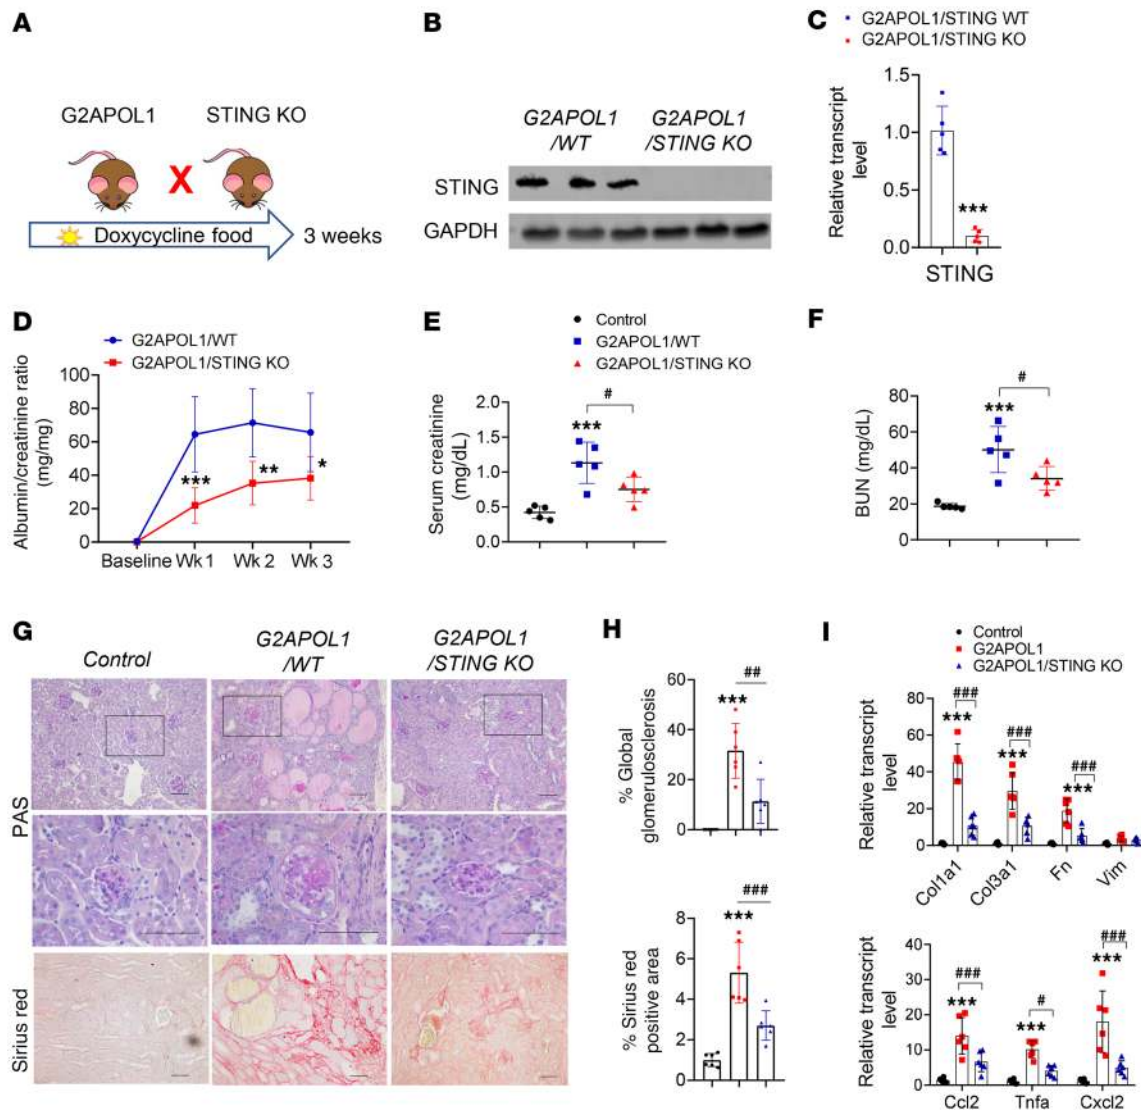 A
G2APOL1
STING KO
X
Doxycycline food
3 weeks
B
G2APOL1
/WT
G2APOL1
/STING KO
STING
GAPDH
C
G2APOL1/STING WT
G2APOL1/STING KO
Relative transcript
level
1.5
1.0
0.5
0.0
***
STING
D
G2APOL1/WT
G2APOL1/STING KO
Albumin/creatinine ratio
(mg/mg)
100
80
60
40
20
0
***
**
*
Baseline Wk 1 Wk 2 Wk 3
E
Control
G2APOL1/WT
G2APOL1/STING KO
Serum creatinine
(mg/dL)
2.0
1.5
1.0
0.5
0.0
***
#
F
BUN (mg/dL)
80
60
40
20
0
***
#
G
Control
G2APOL1
/WT
G2APOL1
/STING KO
PAS
Sirius red
H
% Global
glomerulosclerosis
60
40
20
0
***
##
% Sirius red
positive area
8
6
4
2
0
***
###
I
Control
G2APOL1
G2APOL1/STING KO
Relative transcript
level
80
60
40
20
0
***
###
***
###
***
###
Col1a1 Col3a1 Fn Vim
Relative transcript
level
40
30
20
10
0
***
###
***
#
***
###
Ccl2 Tnfa Cxcl2